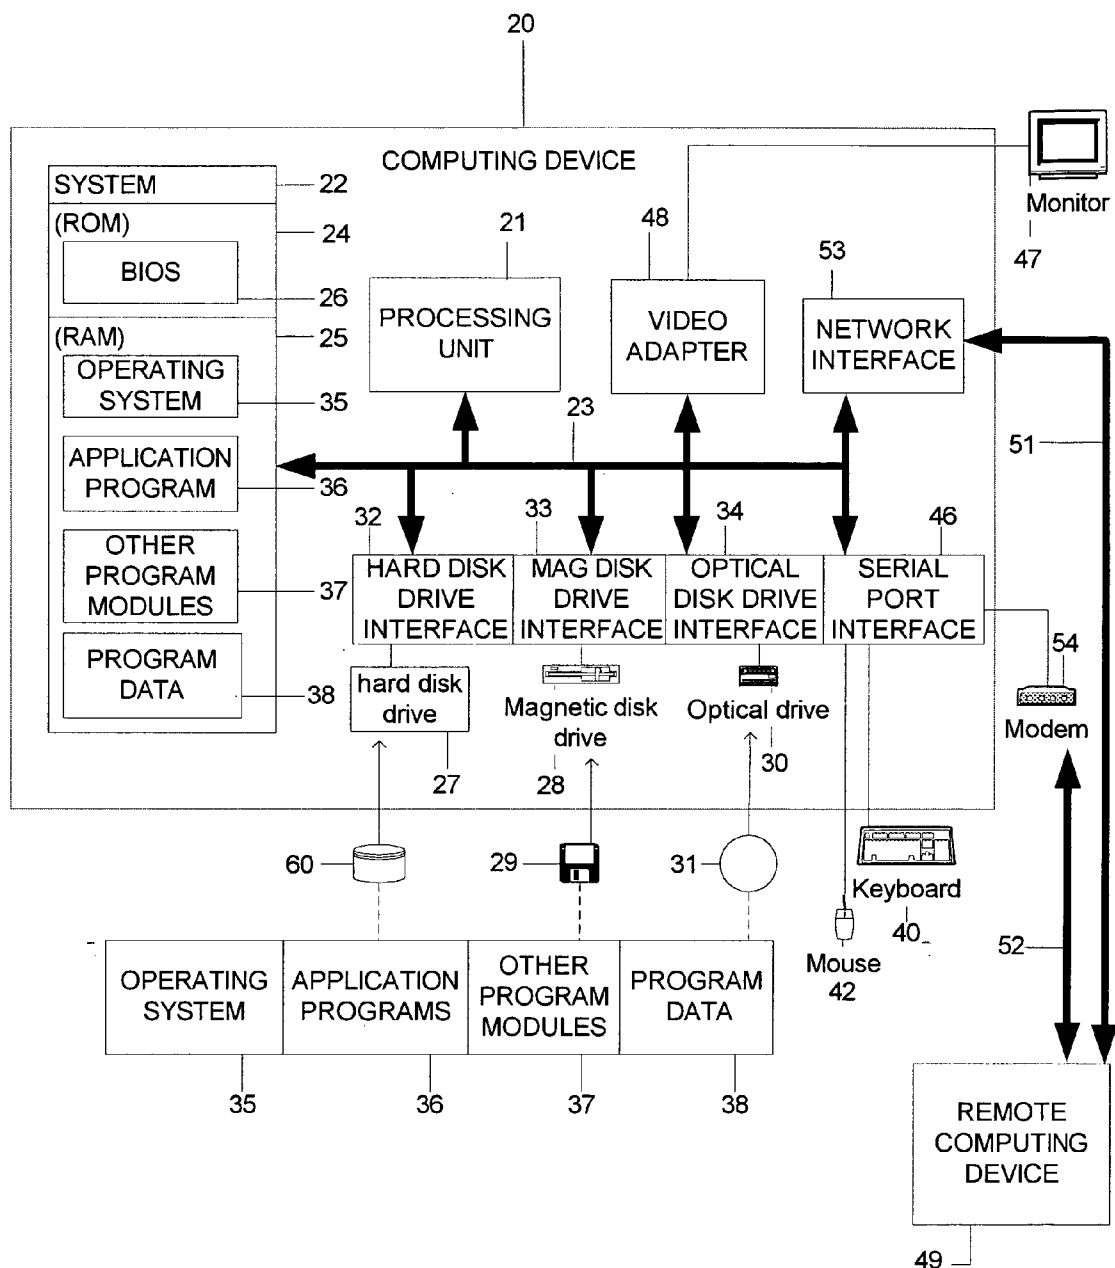 20
COMPUTING DEVICE
SYSTEM
22
(ROM)
24
BIOS
26
(RAM)
25
OPERATING
SYSTEM
35
APPLICATION
PROGRAM
36
OTHER
PROGRAM
MODULES
37
PROGRAM
DATA
38
21
PROCESSING
UNIT
48
VIDEO
ADAPTER
53
NETWORK
INTERFACE
Monitor
47
23
51
32
HARD DISK
DRIVE
INTERFACE
33
MAG DISK
DRIVE
INTERFACE
34
OPTICAL
DISK DRIVE
INTERFACE
46
SERIAL
PORT
INTERFACE
54
Modem
hard disk
drive
27
Magnetic disk
drive
28
Optical drive
30
60
29
31
Keyboard
40
Mouse
42
52
OPERATING
SYSTEM
APPLICATION
PROGRAMS
OTHER
PROGRAM
MODULES
PROGRAM
DATA
35
36
37
38
REMOTE
COMPUTING
DEVICE
49